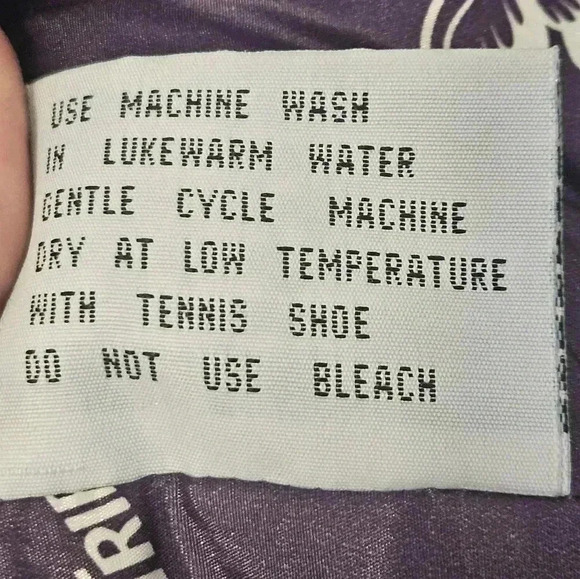 USE MACHINE WASH
IN LUKEWARM WATER
GENTLE CYCLE MACHINE
DRY AT LOW TEMPERATURE
WITH TENNIS SHOE
DO NOT USE BLEACH